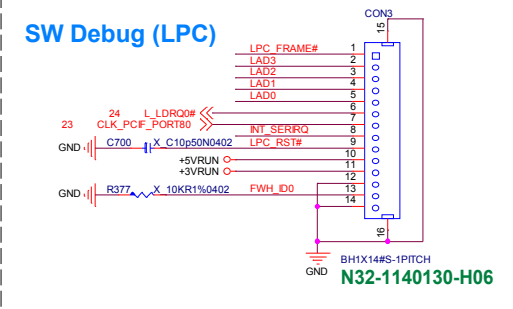 CON3
SW Debug (LPC)
15
LPC_FRAME# 1
LAD3 2
LAD2 3
LAD1 4
LAD0 5
24 L_LDRQ0# 6
23 CLK_PCIF_PORT80 7
INT_SERIRQ 8
GND C700 X_C10p50N0402 LPC_RST# 9
+5VRUN 10
+3VRUN 11
12
GND R377 X_10KR1%0402 FWH_ID0 13
14
16
GND
BH1X14#S-1PITCH
N32-1140130-H06